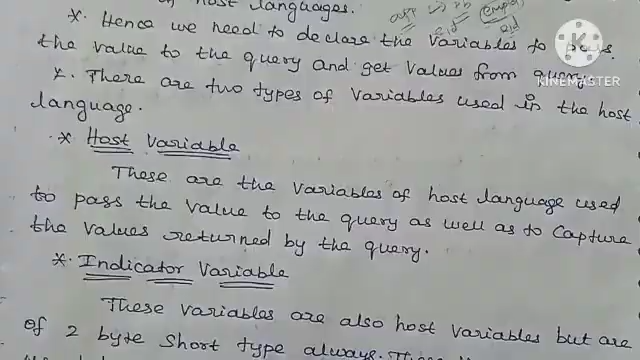 host languages.
* Hence we need to declare the variables to pass
the value to the query and get values from query
KINEMASTER
* There are two types of variables used in the host
language.
* Host Variable
These are the variables of host language used
to pass the value to the query as well as to capture
the values returned by the query.
* Indicator Variable
These variables are also host variables but are
of 2 byte short type always.